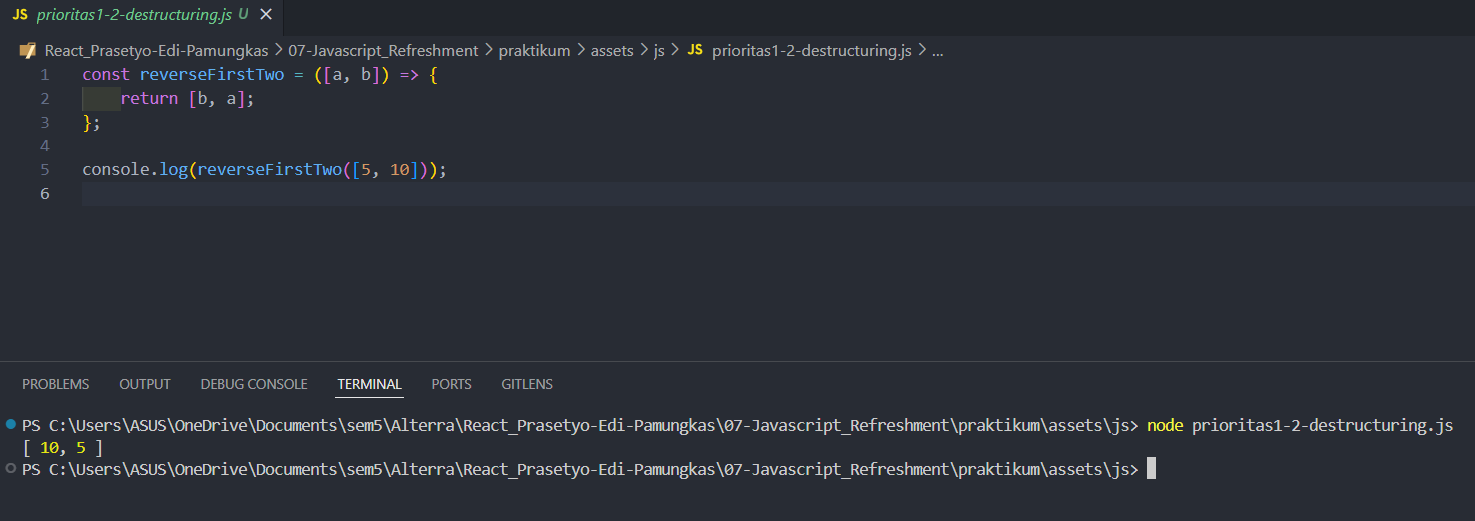 JS prioritas1-2-destructuring.js U ×
React_Prasetyo-Edi-Pamungkas > 07-Javascript_Refreshment > praktikum > assets > js > JS prioritas1-2-destructuring.js > ...
1 const reverseFirstTwo = ([a, b]) => {
2     return [b, a];
3 };
4
5 console.log(reverseFirstTwo([5, 10]));
6
PROBLEMS OUTPUT DEBUG CONSOLE TERMINAL PORTS GITLENS
PS C:\Users\ASUS\OneDrive\Documents\sem5\Alterra\React_Prasetyo-Edi-Pamungkas\07-Javascript_Refreshment\praktikum\assets\js> node prioritas1-2-destructuring.js
[ 10, 5 ]
PS C:\Users\ASUS\OneDrive\Documents\sem5\Alterra\React_Prasetyo-Edi-Pamungkas\07-Javascript_Refreshment\praktikum\assets\js>